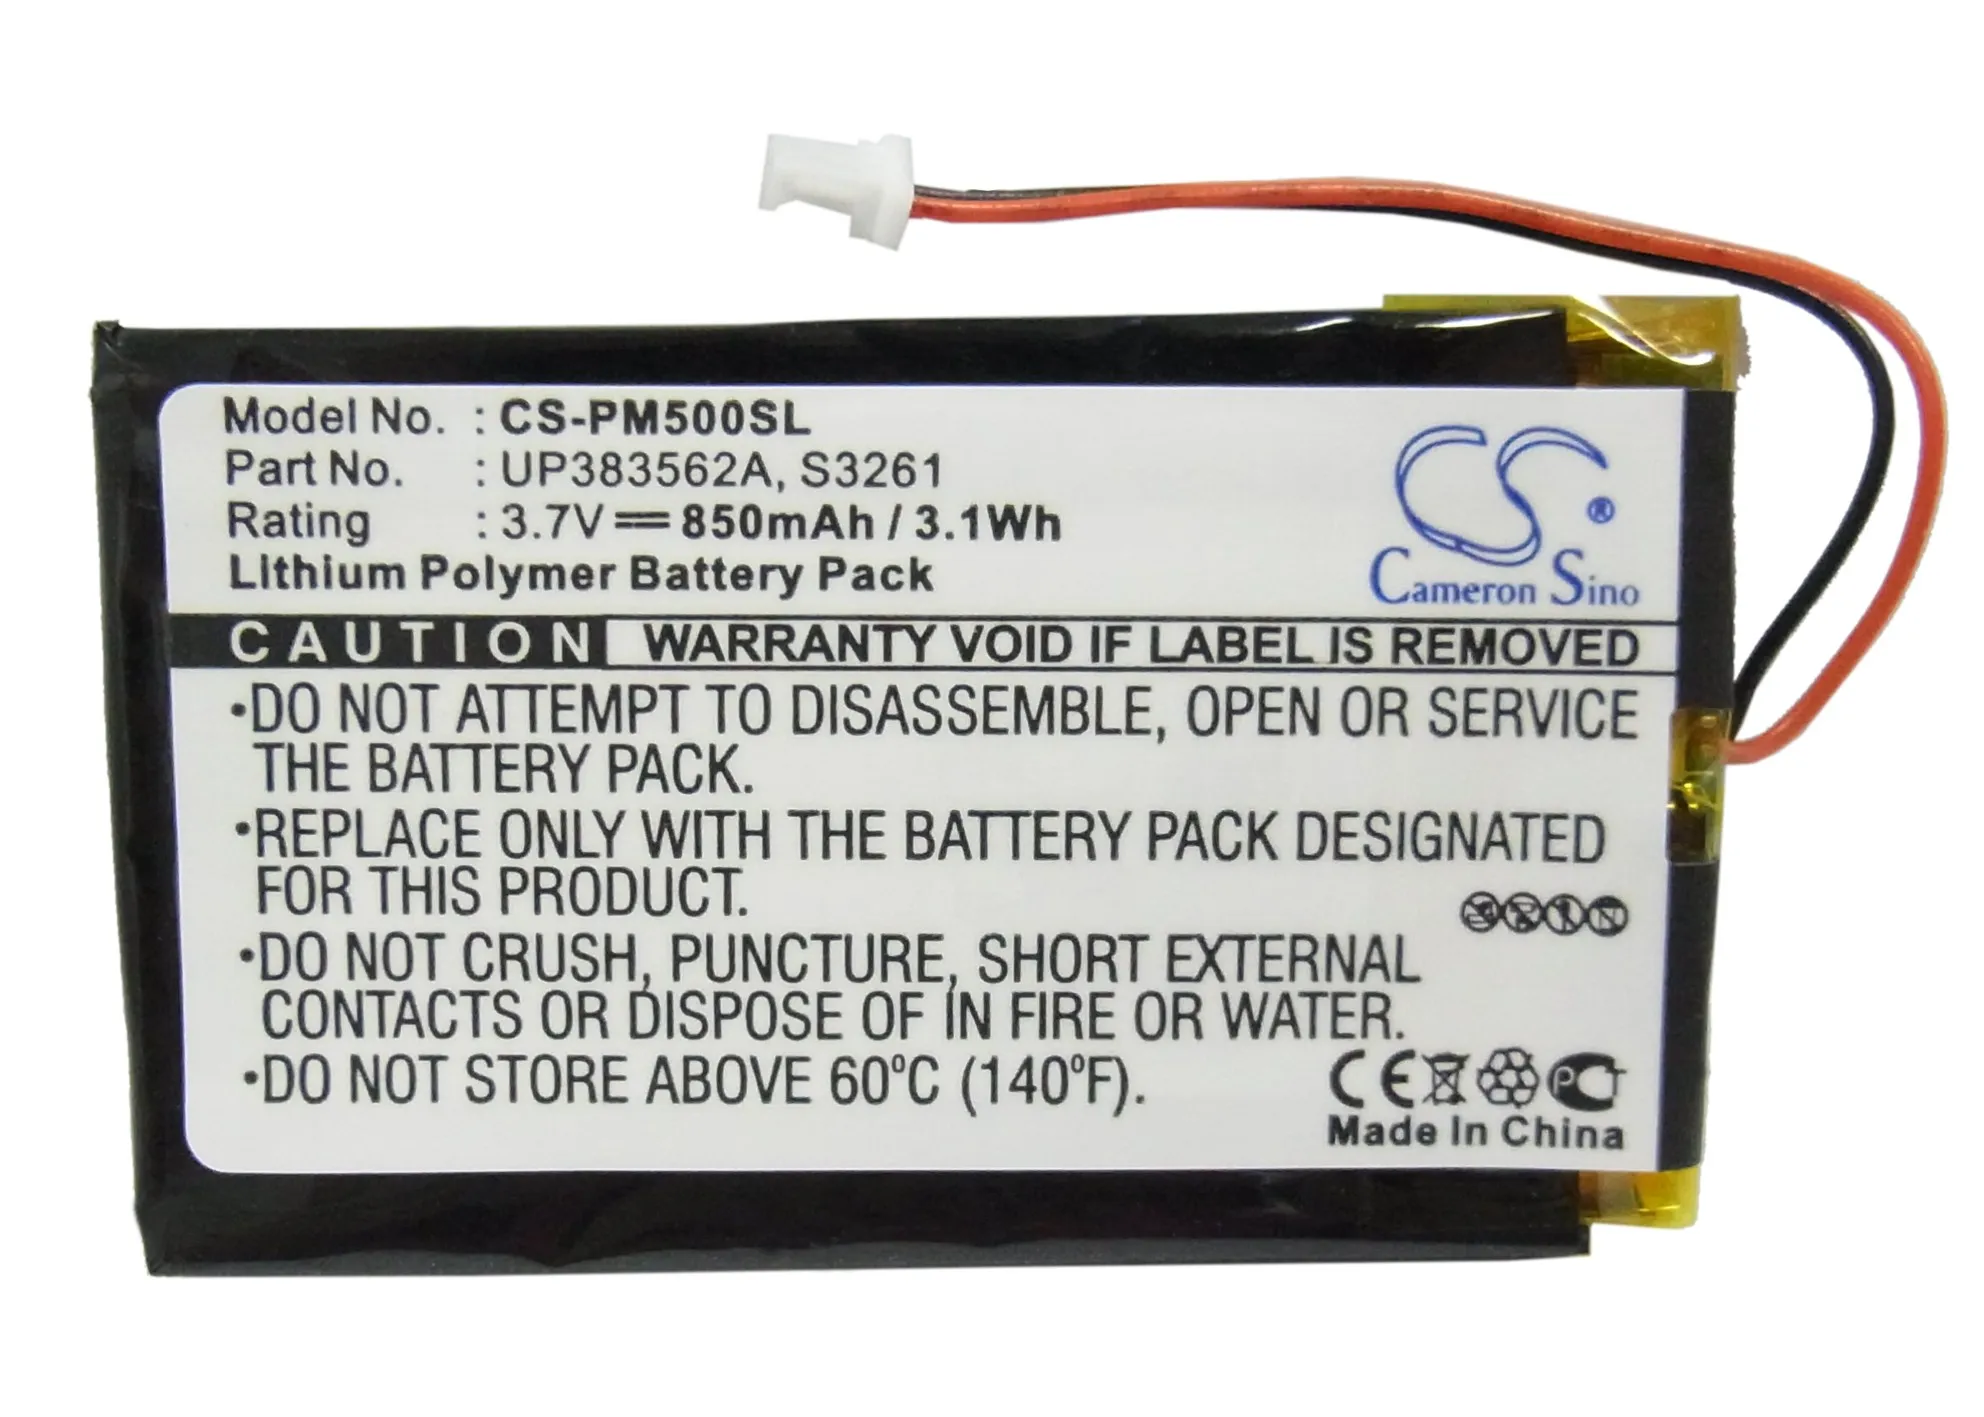 Model No. : CS-PM500SL
Part No. : UP383562A, S3261
Rating : 3.7V 850mAh / 3.1Wh
Lithium Polymer Battery Pack
CS ®
Cameron Sino
CAUTION WARRANTY VOID IF LABEL IS REMOVED
•DO NOT ATTEMPT TO DISASSEMBLE, OPEN OR SERVICE
THE BATTERY PACK.
•REPLACE ONLY WITH THE BATTERY PACK DESIGNATED
FOR THIS PRODUCT.
•DO NOT CRUSH, PUNCTURE, SHORT EXTERNAL
CONTACTS OR DISPOSE OF IN FIRE OR WATER.
•DO NOT STORE ABOVE 60°C (140°F).
CE PCT
Made In China